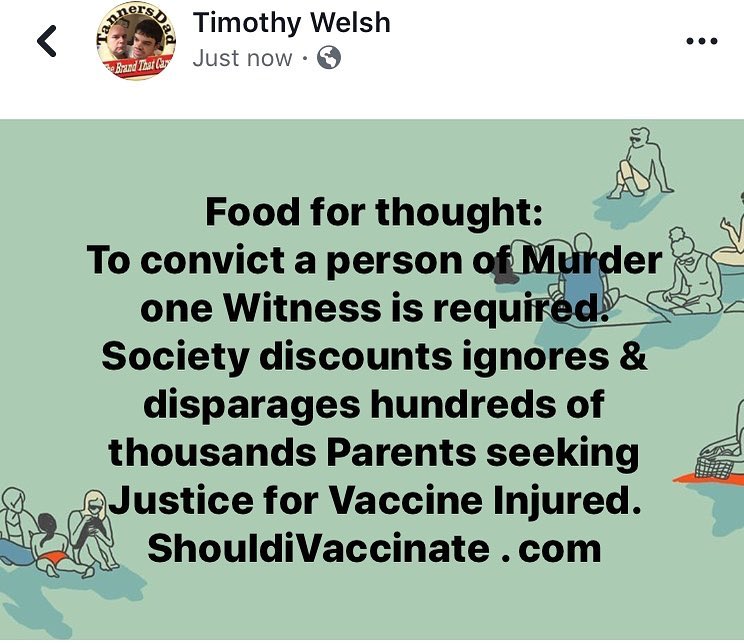 TannersDad
The Brand That Car
Timothy Welsh
Just now ·
Food for thought:
To convict a person of Murder
one Witness is required.
Society discounts ignores &
disparages hundreds of
thousands Parents seeking
Justice for Vaccine Injured.
ShouldiVaccinate . com